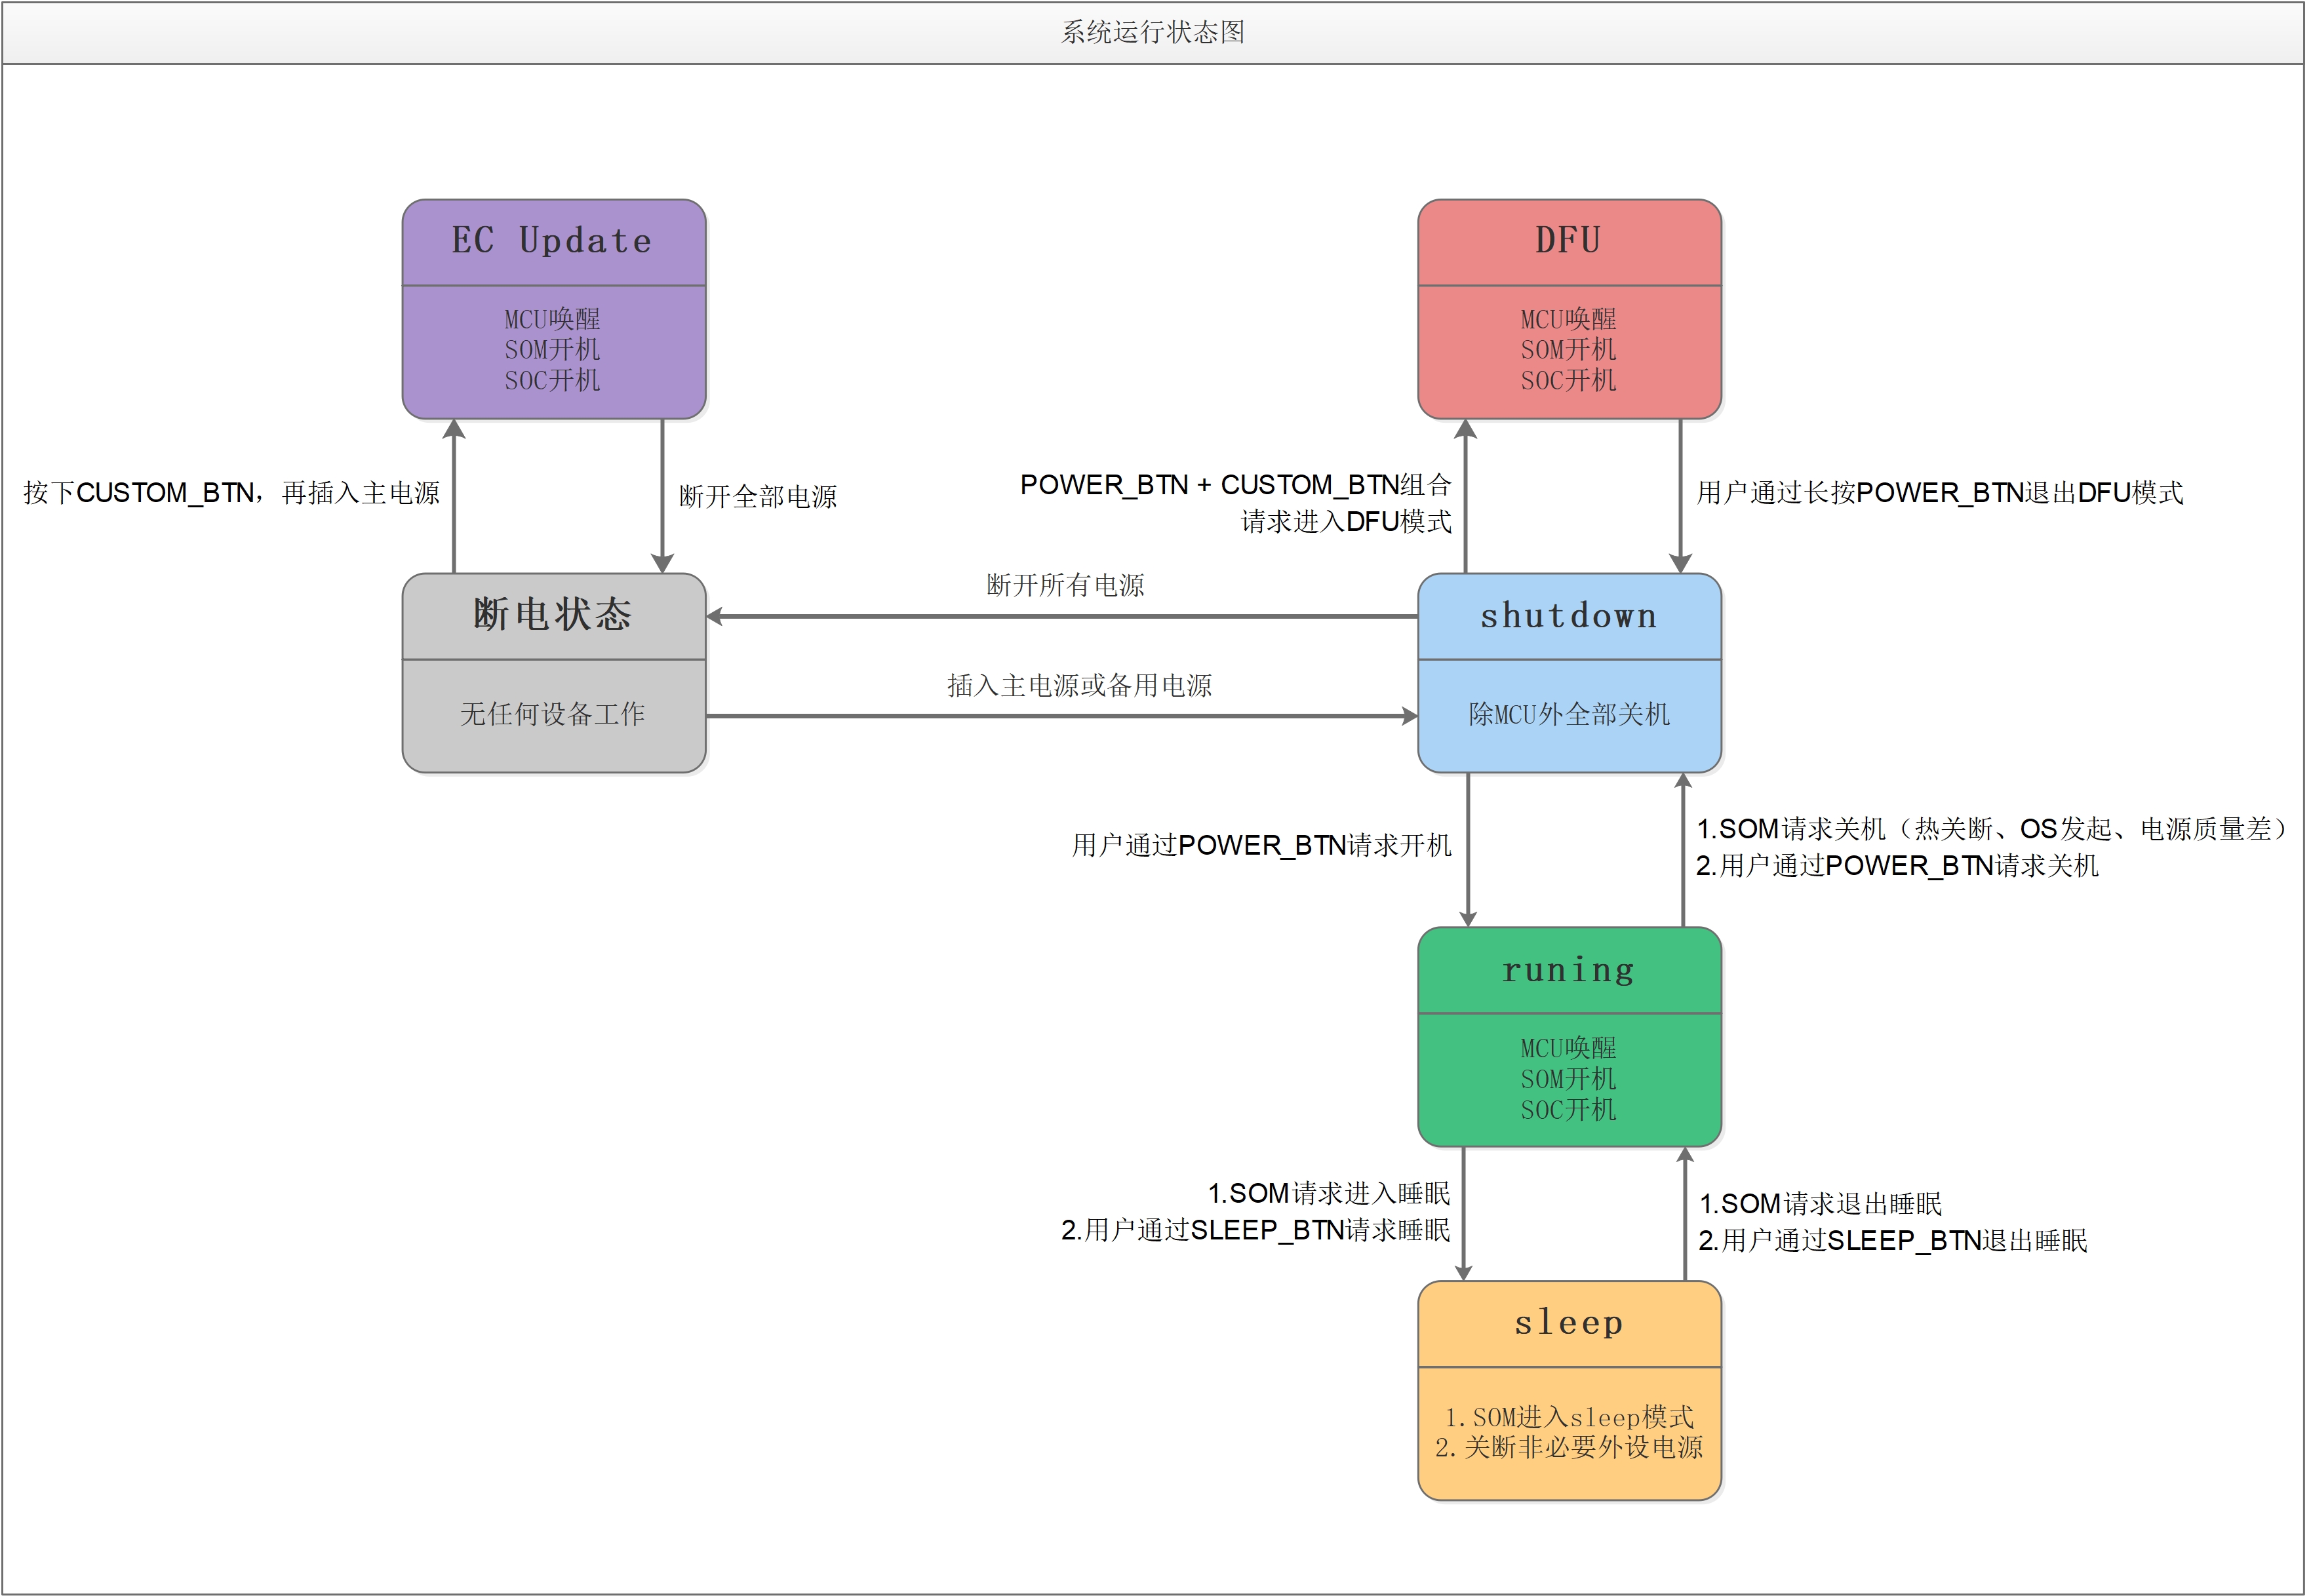 系统运行状态图
EC Update
MCU唤醒
SOM开机
SOC开机
DFU
MCU唤醒
SOM开机
SOC开机
按下CUSTOM_BTN，再插入主电源
断开全部电源
POWER_BTN + CUSTOM_BTN组合
请求进入DFU模式
用户通过长按POWER_BTN退出DFU模式
断电状态
无任何设备工作
断开所有电源
插入主电源或备用电源
shutdown
除MCU外全部关机
用户通过POWER_BTN请求开机
1.SOM请求关机（热关断、OS发起、电源质量差）
2.用户通过POWER_BTN请求关机
runing
MCU唤醒
SOM开机
SOC开机
1.SOM请求进入睡眠
2.用户通过SLEEP_BTN请求睡眠
1.SOM请求退出睡眠
2.用户通过SLEEP_BTN退出睡眠
sleep
1.SOM进入sleep模式
2.关断非必要外设电源